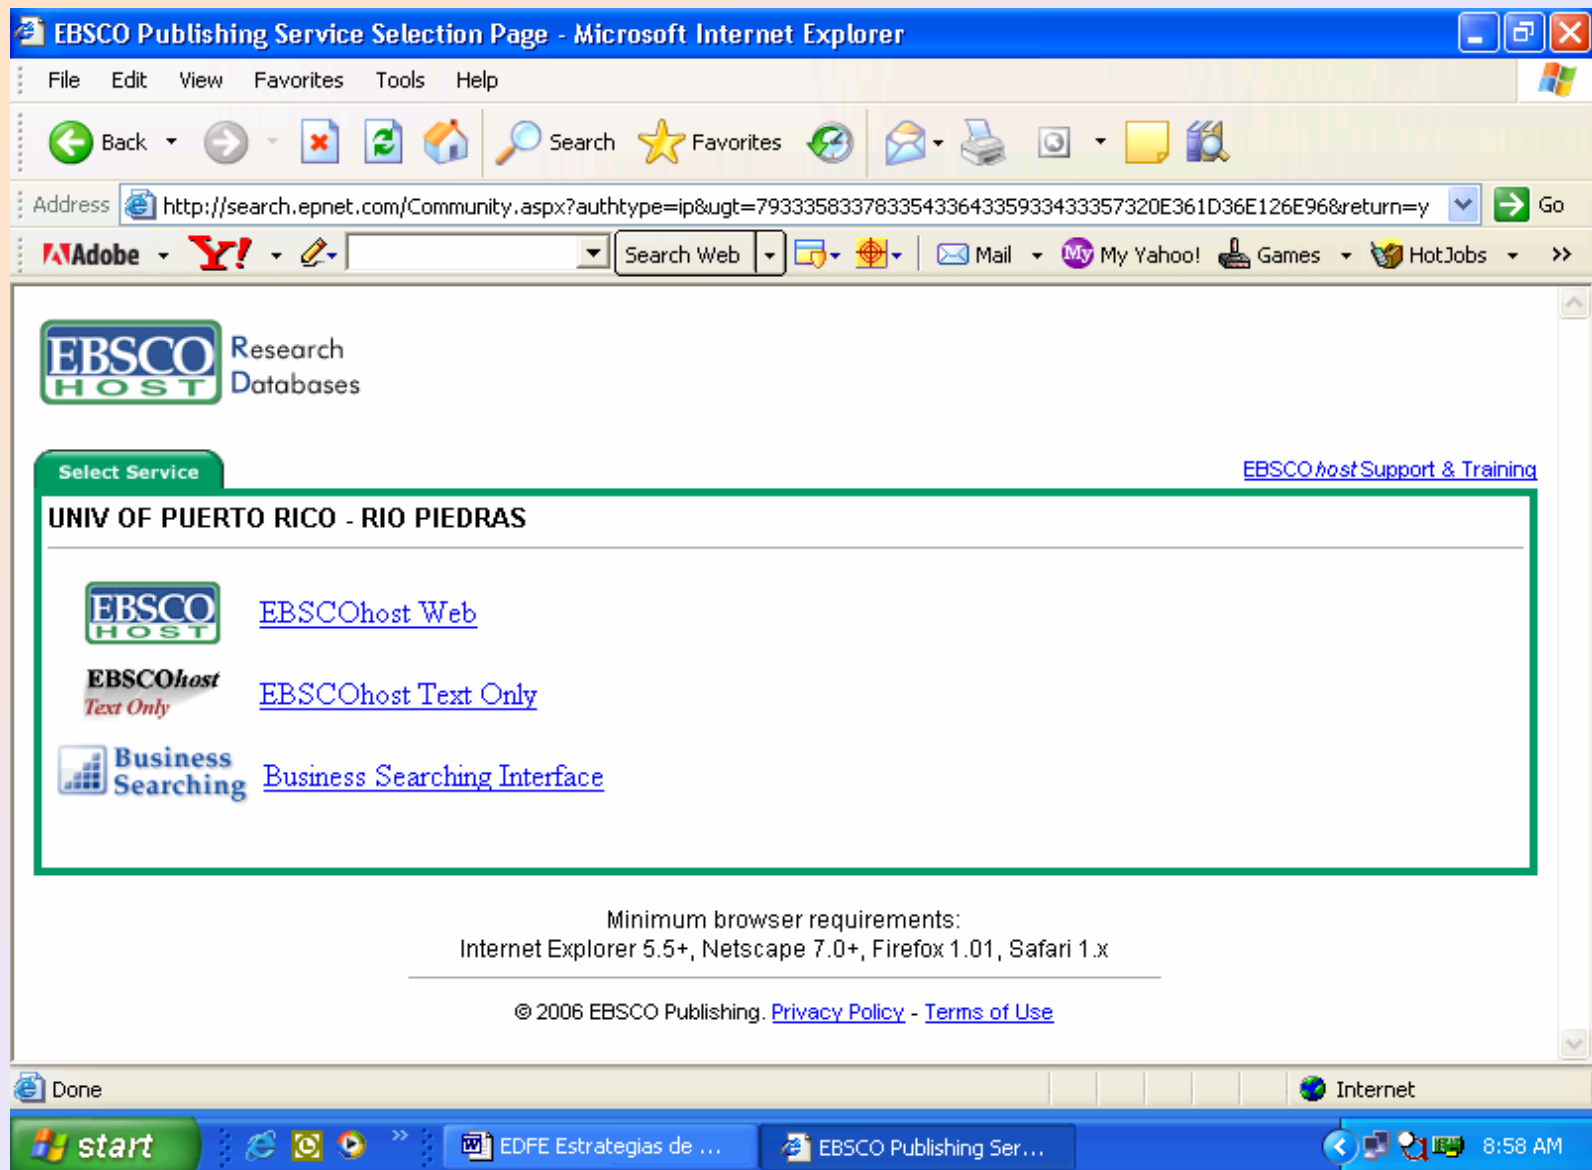 EBSCO Publishing Service Selection Page - Microsoft Internet Explorer
File Edit View Favorites Tools Help
Back Search Favorites
Address http://search.epnet.com/Community.aspx?authtype=ip&ugt=7933358337833543364335933433357320E361D36E126E96&return=y Go
Adobe Y! Search Web Mail My My Yahoo! Games HotJobs »
EBSCO HOST Research Databases
Select Service
EBSCOhost Support & Training
UNIV OF PUERTO RICO - RIO PIEDRAS
EBSCO HOST EBSCOhost Web
EBSCOhost Text Only EBSCOhost Text Only
Business Searching Business Searching Interface
Minimum browser requirements:
Internet Explorer 5.5+, Netscape 7.0+, Firefox 1.01, Safari 1.x
© 2006 EBSCO Publishing. Privacy Policy - Terms of Use
Done Internet
start » EDFE Estrategias de ... EBSCO Publishing Ser... 8:58 AM